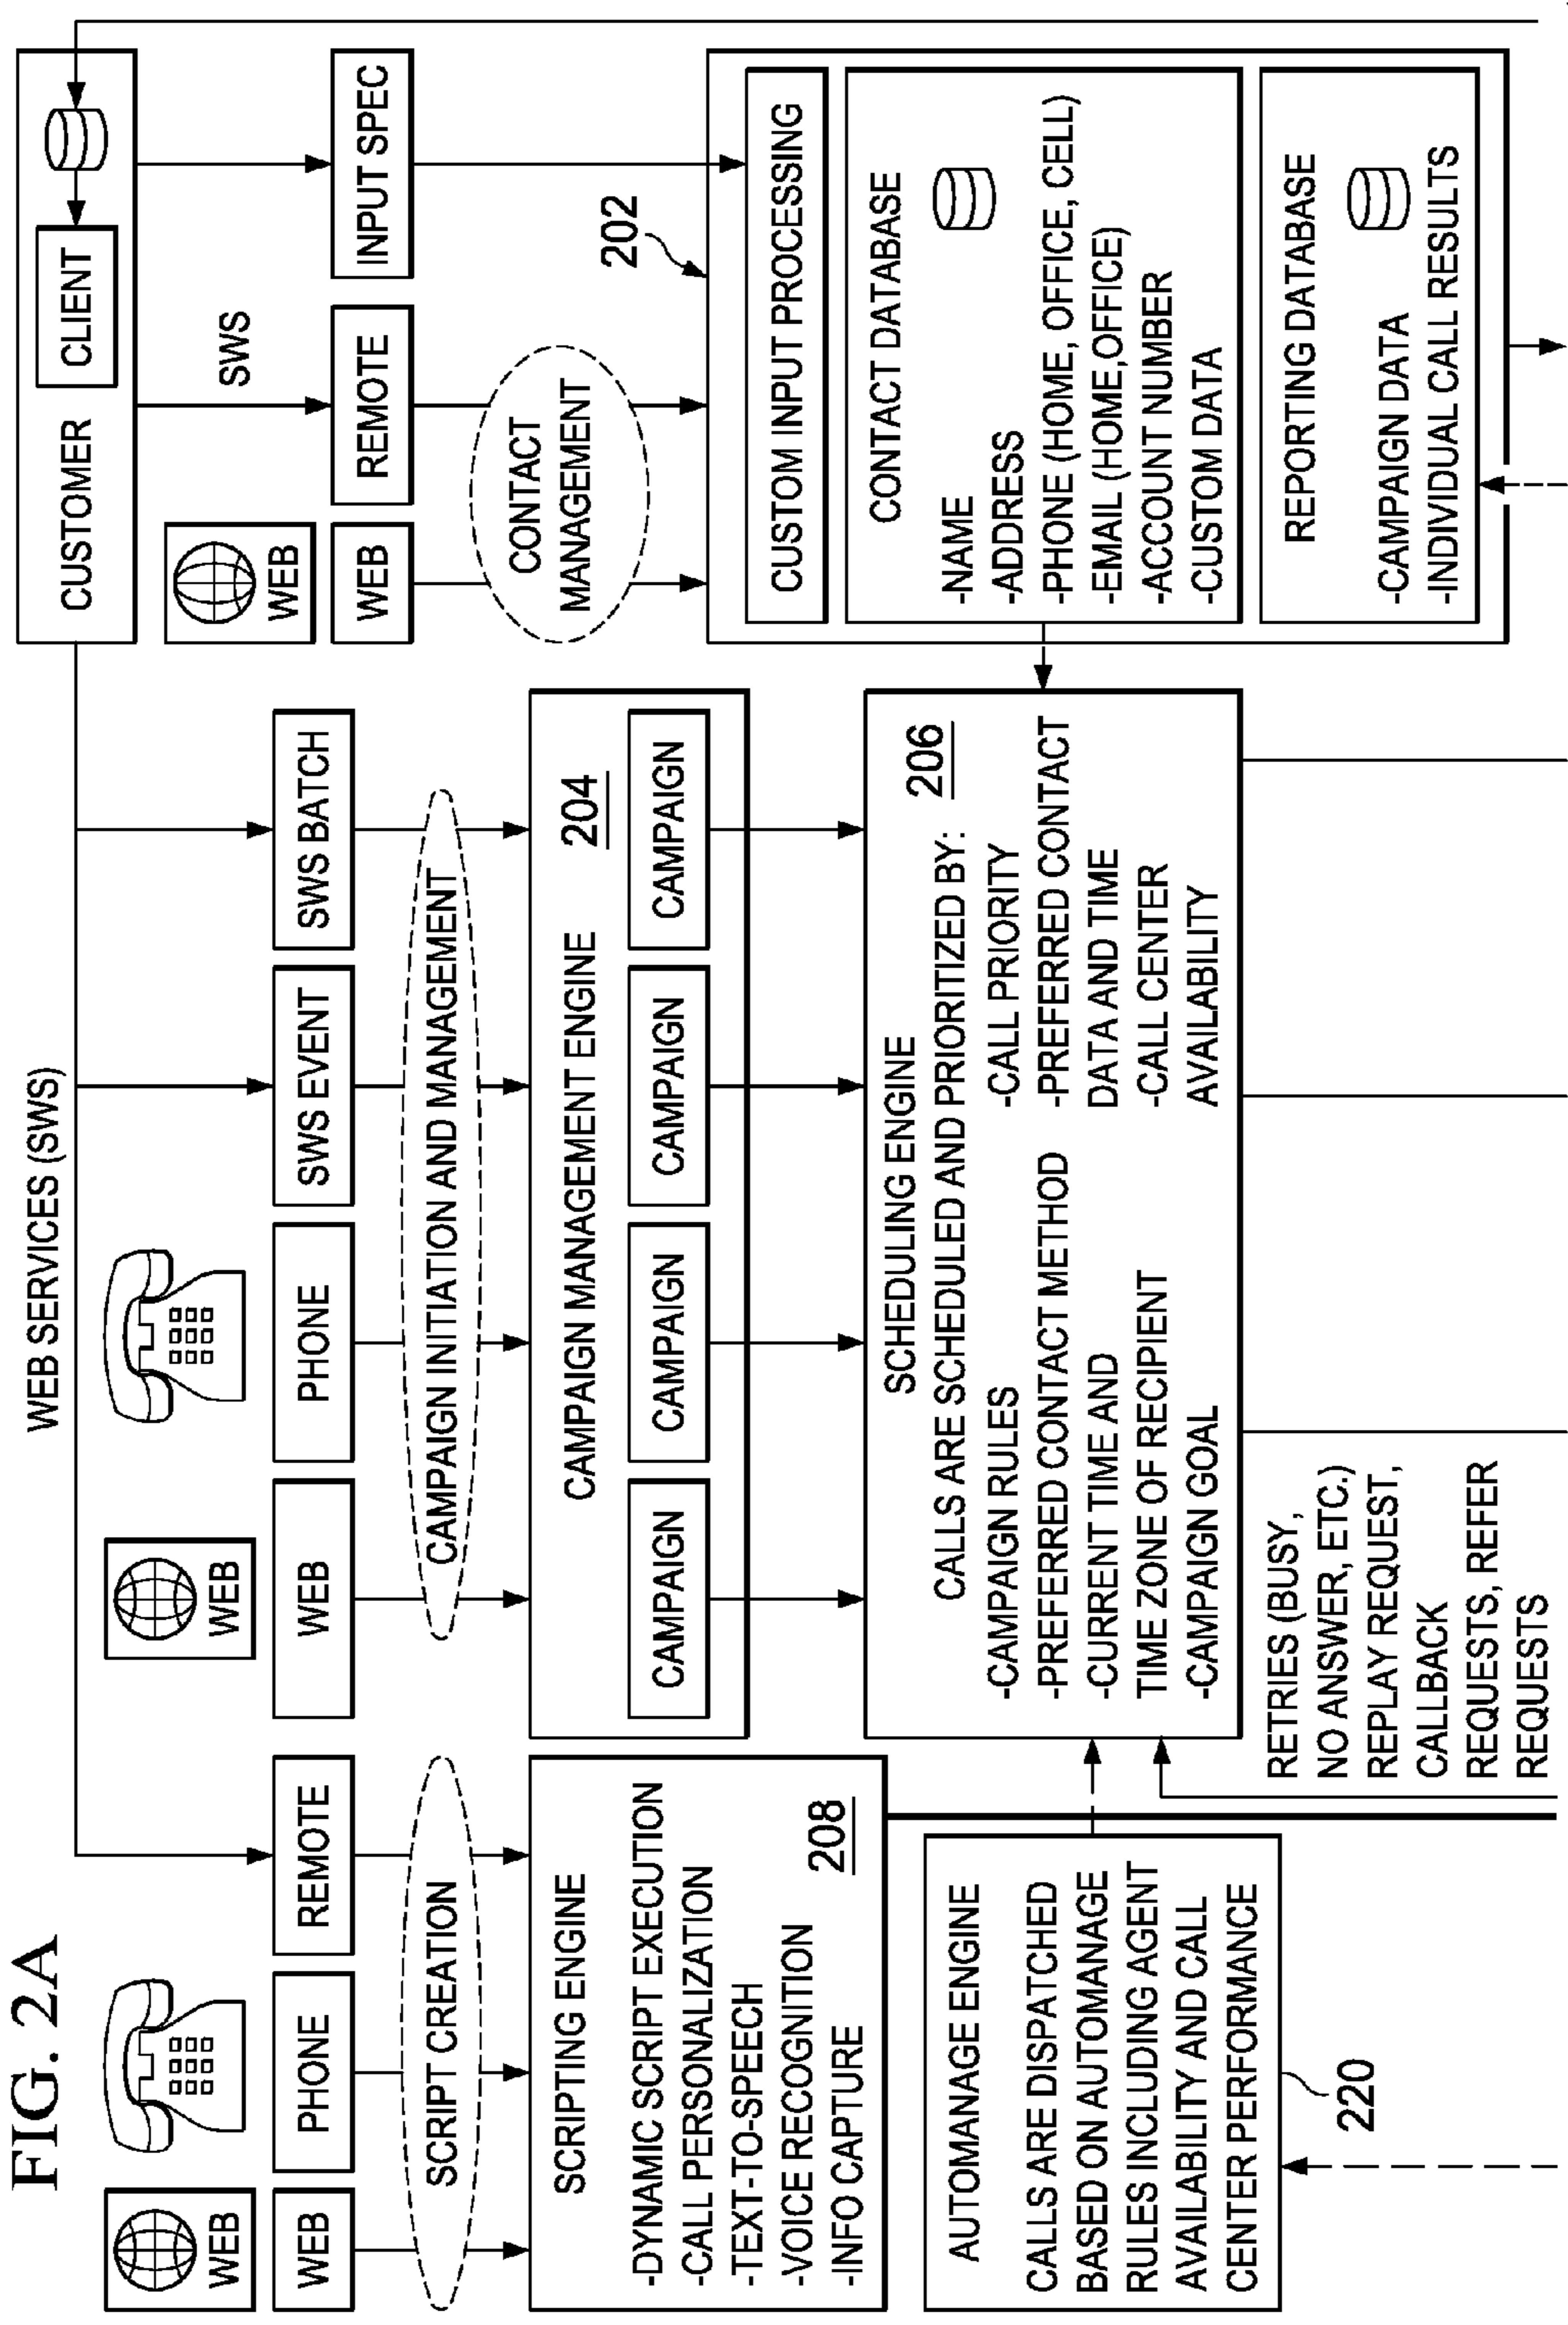 FIG. 2A
WEB SERVICES (SWS)
CUSTOMER
CLIENT
WEB
WEB
PHONE
REMOTE
SCRIPT CREATION
WEB
WEB
PHONE
SWS EVENT
SWS BATCH
CAMPAIGN INITIATION AND MANAGEMENT
WEB
WEB
SWS
REMOTE
INPUT SPEC
CONTACT
MANAGEMENT
202
SCRIPTING ENGINE
-DYNAMIC SCRIPT EXECUTION
-CALL PERSONALIZATION
-TEXT-TO-SPEECH
-VOICE RECOGNITION
-INFO CAPTURE
208
CAMPAIGN MANAGEMENT ENGINE
204
CAMPAIGN
CAMPAIGN
CAMPAIGN
CAMPAIGN
CUSTOM INPUT PROCESSING
CONTACT DATABASE
-NAME
-ADDRESS
-PHONE (HOME, OFFICE, CELL)
-EMAIL (HOME,OFFICE)
-ACCOUNT NUMBER
-CUSTOM DATA
REPORTING DATABASE
-CAMPAIGN DATA
-INDIVIDUAL CALL RESULTS
SCHEDULING ENGINE
206
CALLS ARE SCHEDULED AND PRIORITIZED BY:
-CAMPAIGN RULES
-PREFERRED CONTACT METHOD
-CURRENT TIME AND
TIME ZONE OF RECIPIENT
-CAMPAIGN GOAL
-CALL PRIORITY
-PREFERRED CONTACT
DATA AND TIME
-CALL CENTER
AVAILABILITY
AUTOMANAGE ENGINE
CALLS ARE DISPATCHED
BASED ON AUTOMANAGE
RULES INCLUDING AGENT
AVAILABILITY AND CALL
CENTER PERFORMANCE
220
RETRIES (BUSY,
NO ANSWER, ETC.)
REPLAY REQUEST,
CALLBACK
REQUESTS, REFER
REQUESTS